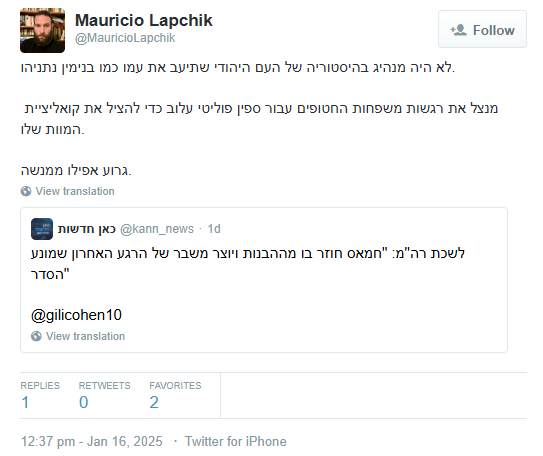 Mauricio Lapchik
@MauricioLapchik
Follow
לא היה מנהיג בהיסטוריה של העם היהודי שתיעב את עמו כמו בנימין נתניהו.
מנצל את רגשות משפחות החטופים עבור ספין פוליטי עלוב כדי להציל את קואליציית
המוות שלו.
גרוע אפילו ממנשה.
View translation
כאן חדשות @kann_news · 1d
לשכת רה"מ: "חמאס חוזר בו מההבנות ויוצר משבר של הרגע האחרון שמונע
הסדר"
@gilicohen10
View translation
REPLIES RETWEETS FAVORITES
1 0 2
12:37 pm - Jan 16, 2025 · Twitter for iPhone